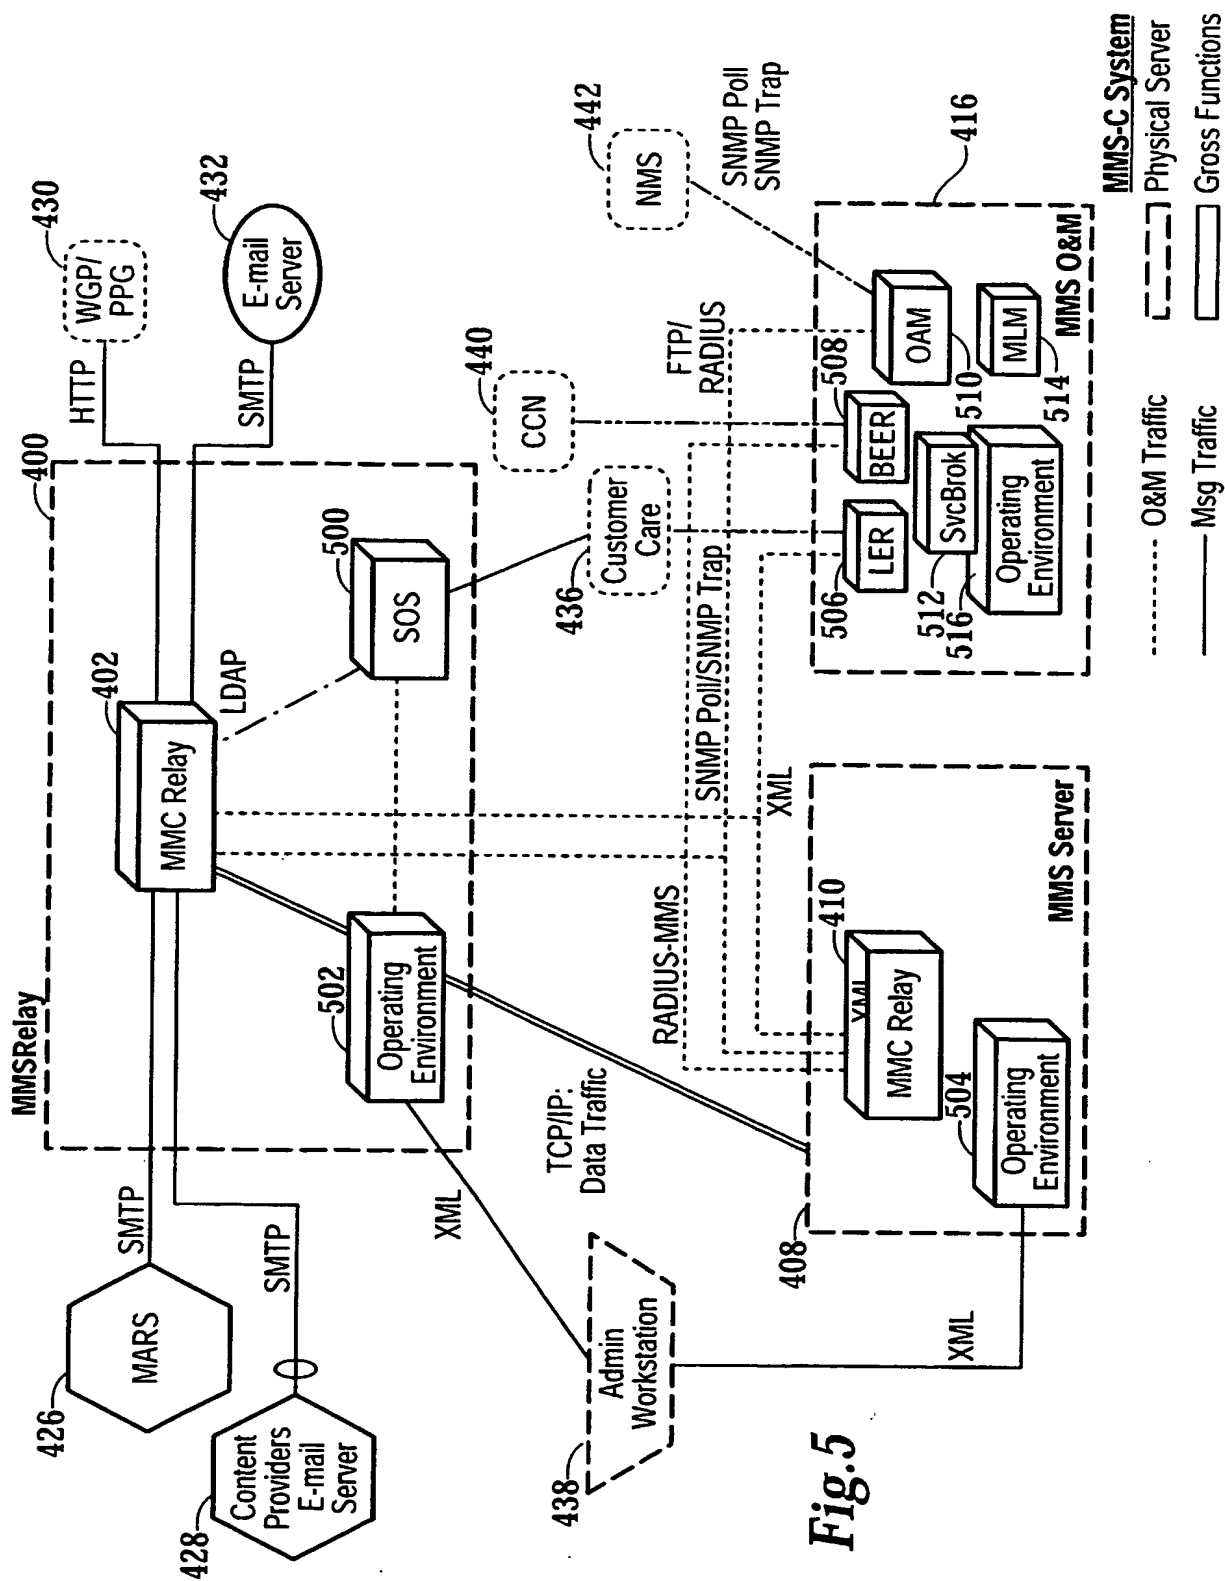 MMSRelay
400
WGP/
PPG
430
HTTP
E-mail
Server
432
SMTP
MARS
426
SMTP
Content
Providers
E-mail
Server
428
SMTP
MMC Relay
402
LDAP
SOS
500
Operating
Environment
502
XML
TCP/IP:
Data Traffic
Admin
Workstation
438
XML
Customer
Care
436
CCN
440
NMS
442
SNMP Poll
SNMP Trap
FTP/
RADIUS
RADIUS-MMS
SNMP Poll/SNMP Trap
XML
408
XML
MMC Relay
410
Operating
Environment
504
MMS Server
LER
506
BEER
508
OAM
510
SvcBrok
512
MLM
514
Operating
Environment
516
MMS O&M
416
MMS-C System
Physical Server
Gross Functions
O&M Traffic
Msg Traffic
Fig.5